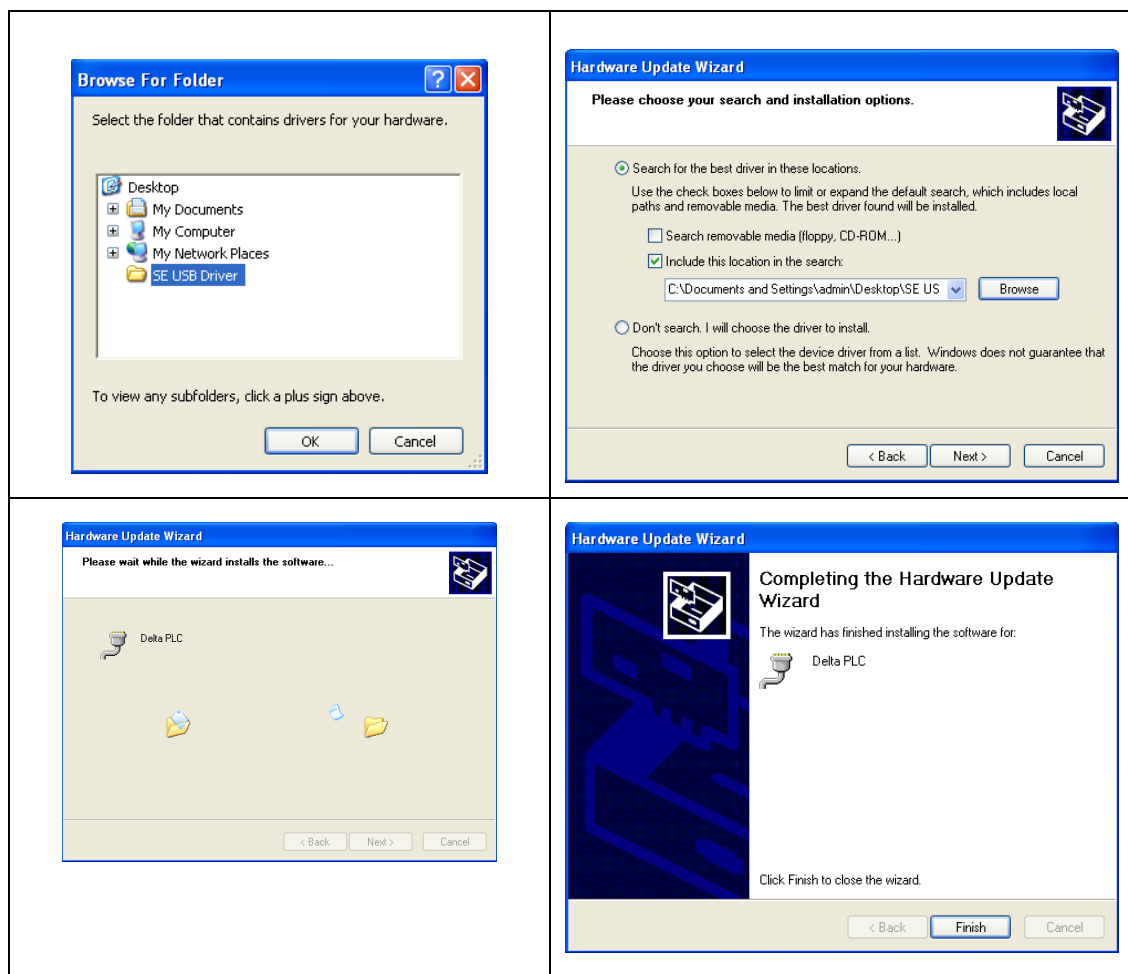 Browse For Folder
Select the folder that contains drivers for your hardware.
Desktop
My Documents
My Computer
My Network Places
SE USB Driver
To view any subfolders, click a plus sign above.
OK Cancel
Hardware Update Wizard
Please choose your search and installation options.
Search for the best driver in these locations.
Use the check boxes below to limit or expand the default search, which includes local
paths and removable media. The best driver found will be installed.
Search removable media (floppy, CD-ROM...)
Include this location in the search:
C:\Documents and Settings\admin\Desktop\SE US Browse
Don't search. I will choose the driver to install.
Choose this option to select the device driver from a list. Windows does not guarantee that
the driver you choose will be the best match for your hardware.
< Back Next > Cancel
Hardware Update Wizard
Please wait while the wizard installs the software...
Delta PLC
< Back Next > Cancel
Hardware Update Wizard
Completing the Hardware Update
Wizard
The wizard has finished installing the software for:
Delta PLC
Click Finish to close the wizard.
< Back Finish Cancel